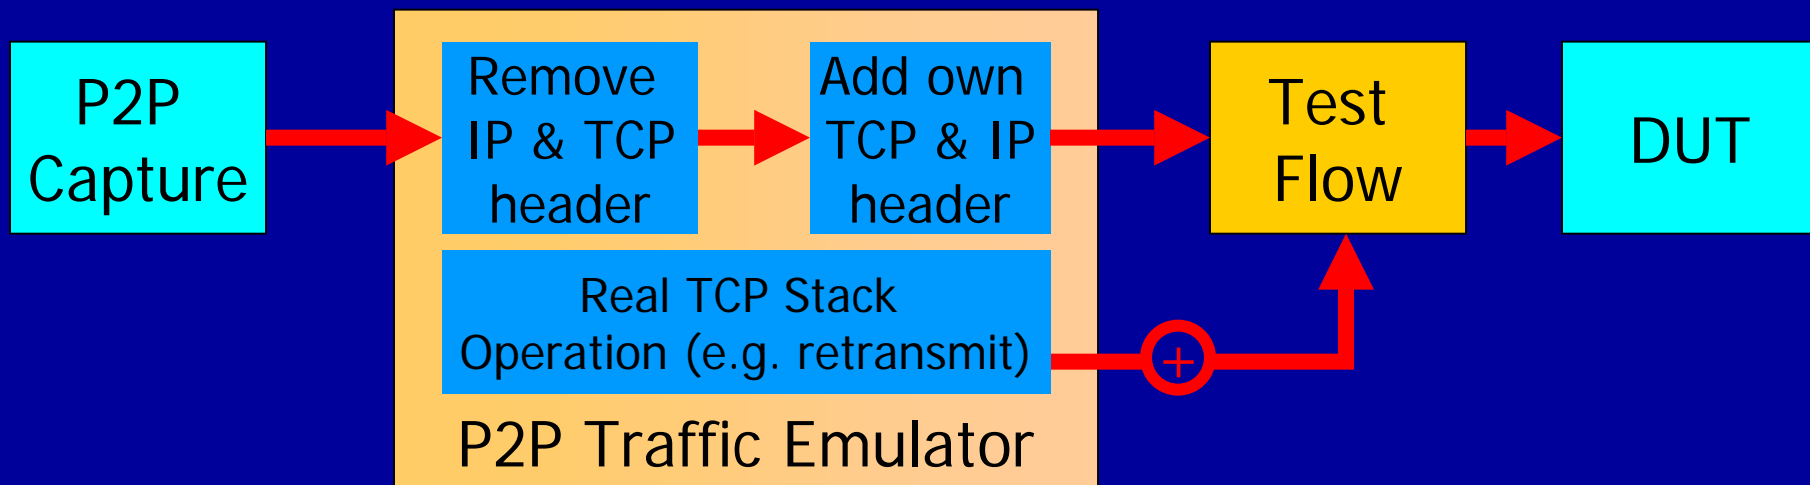 P2P
Capture
Remove
IP & TCP
header
Add own
TCP & IP
header
Real TCP Stack
Operation (e.g. retransmit)
P2P Traffic Emulator
+
Test
Flow
DUT